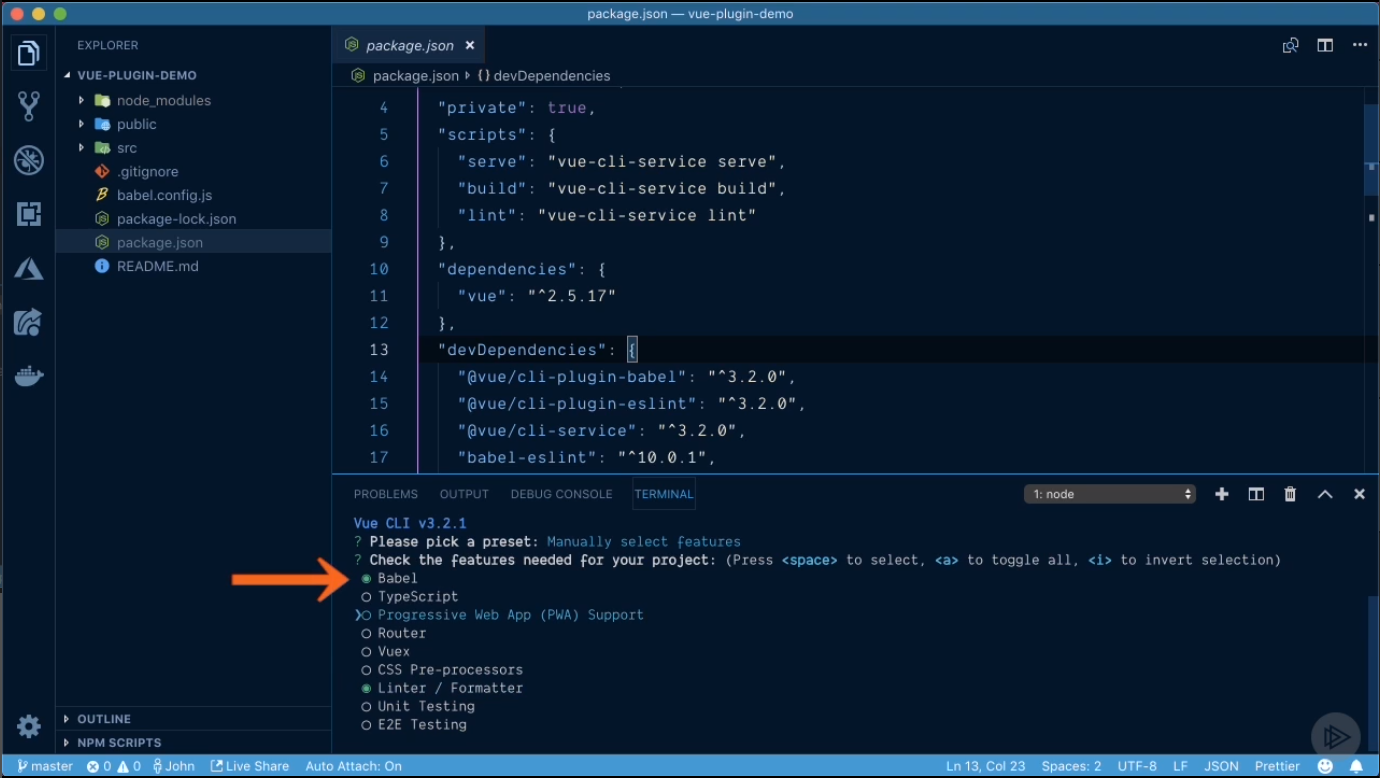 package.json — vue-plugin-demo
EXPLORER
VUE-PLUGIN-DEMO
node_modules
public
src
.gitignore
babel.config.js
package-lock.json
package.json
README.md
OUTLINE
NPM SCRIPTS
package.json ×
package.json › {} devDependencies
4 "private": true,
5 "scripts": {
6 "serve": "vue-cli-service serve",
7 "build": "vue-cli-service build",
8 "lint": "vue-cli-service lint"
9 },
10 "dependencies": {
11 "vue": "^2.5.17"
12 },
13 "devDependencies": {
14 "@vue/cli-plugin-babel": "^3.2.0",
15 "@vue/cli-plugin-eslint": "^3.2.0",
16 "@vue/cli-service": "^3.2.0",
17 "babel-eslint": "^10.0.1",
PROBLEMS OUTPUT DEBUG CONSOLE TERMINAL 1: node
Vue CLI v3.2.1
? Please pick a preset: Manually select features
? Check the features needed for your project: (Press <space> to select, <a> to toggle all, <i> to invert selection)
◉ Babel
◯ TypeScript
❯◯ Progressive Web App (PWA) Support
◯ Router
◯ Vuex
◯ CSS Pre-processors
◉ Linter / Formatter
◯ Unit Testing
◯ E2E Testing
master 0 0 John Live Share Auto Attach: On Ln 13, Col 23 Spaces: 2 UTF-8 LF JSON Prettier